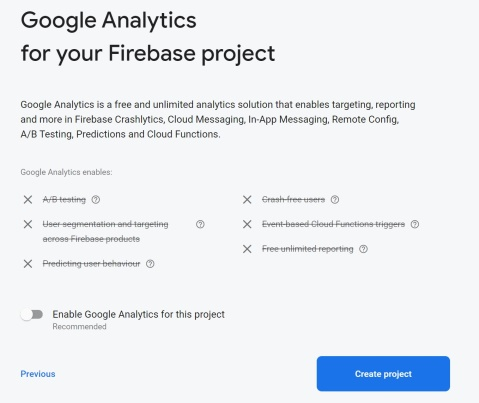 Google Analytics
for your Firebase project
Google Analytics is a free and unlimited analytics solution that enables targeting, reporting
and more in Firebase Crashlytics, Cloud Messaging, In-App Messaging, Remote Config,
A/B Testing, Predictions and Cloud Functions.
Google Analytics enables:
A/B testing
User segmentation and targeting
across Firebase products
Predicting user behaviour
Crash-free users
Event-based Cloud Functions triggers
Free unlimited reporting
Enable Google Analytics for this project
Recommended
Previous
Create project